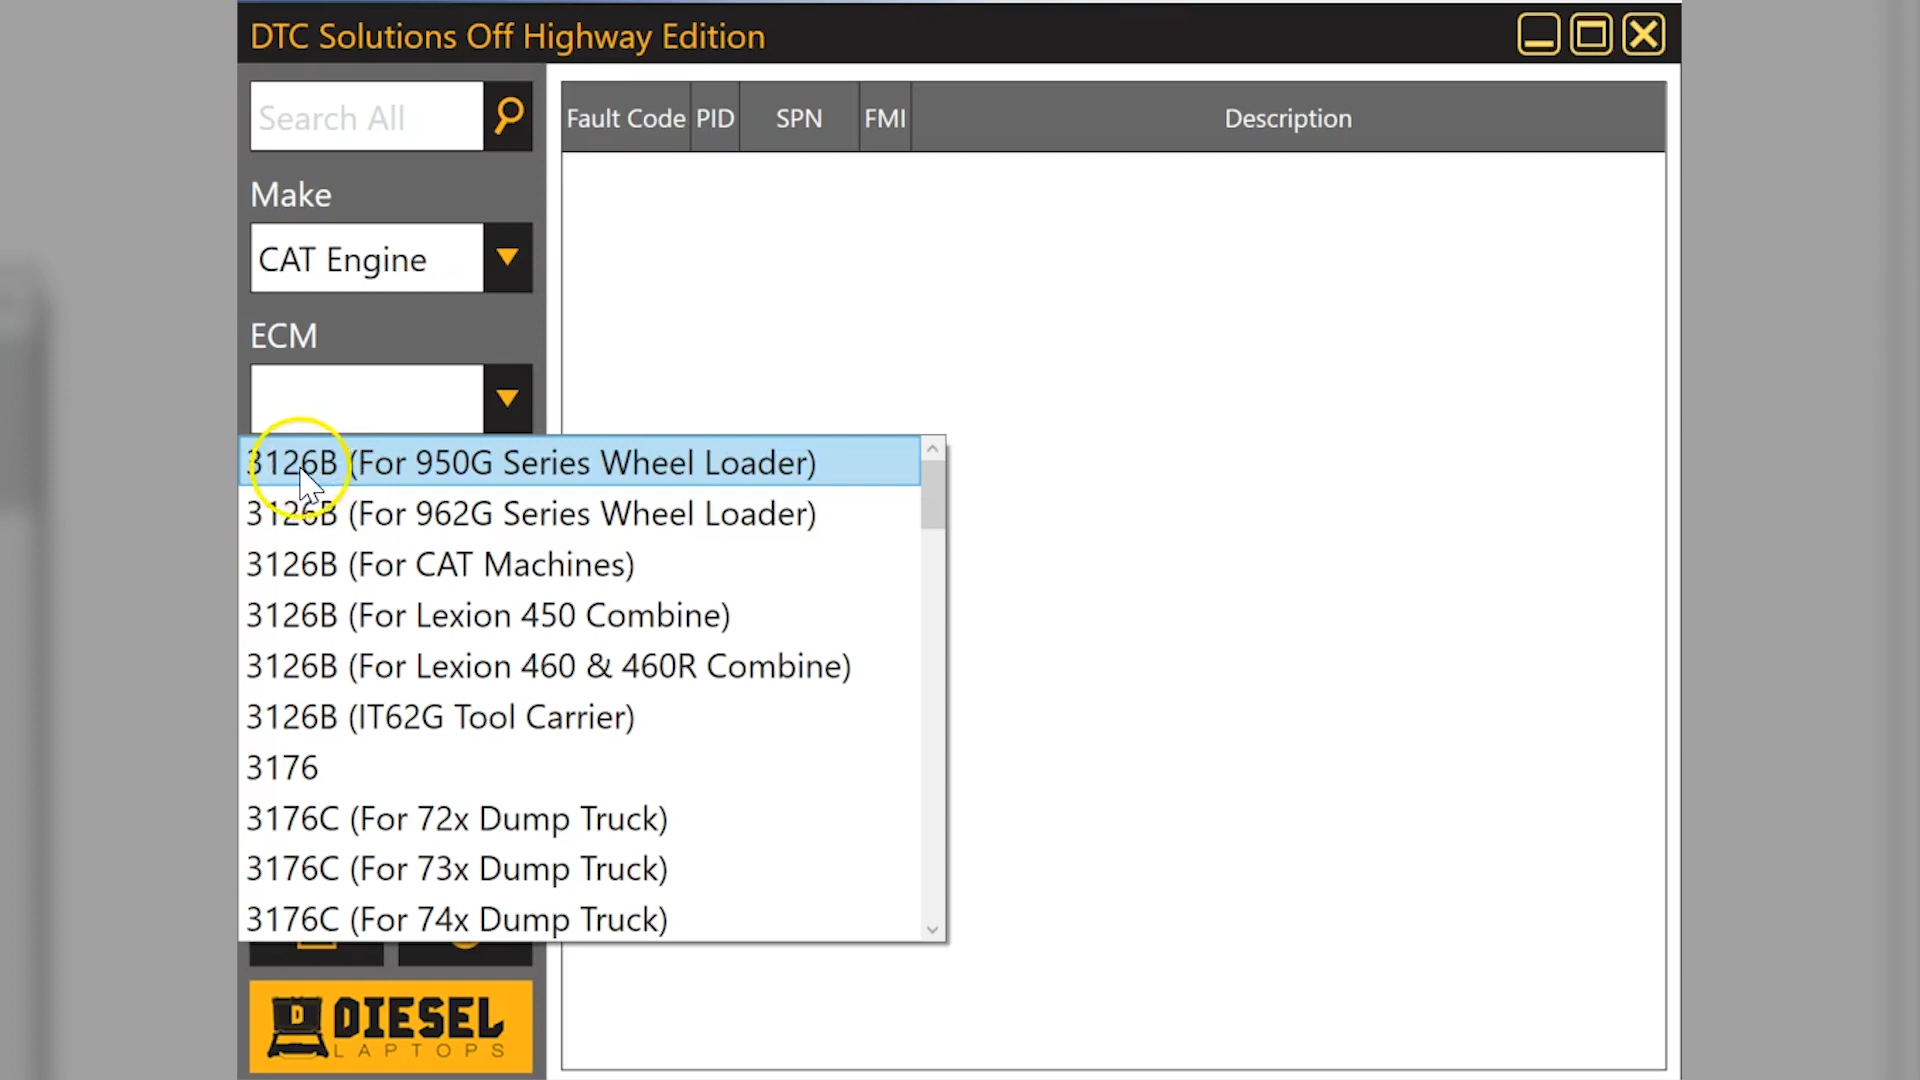 DTC Solutions Off Highway Edition
Search All
Fault Code PID SPN FMI Description
Make
CAT Engine
ECM
3126B (For 950G Series Wheel Loader)
3126B (For 962G Series Wheel Loader)
3126B (For CAT Machines)
3126B (For Lexion 450 Combine)
3126B (For Lexion 460 & 460R Combine)
3126B (IT62G Tool Carrier)
3176
3176C (For 72x Dump Truck)
3176C (For 73x Dump Truck)
3176C (For 74x Dump Truck)
D DIESEL
LAPTOPS